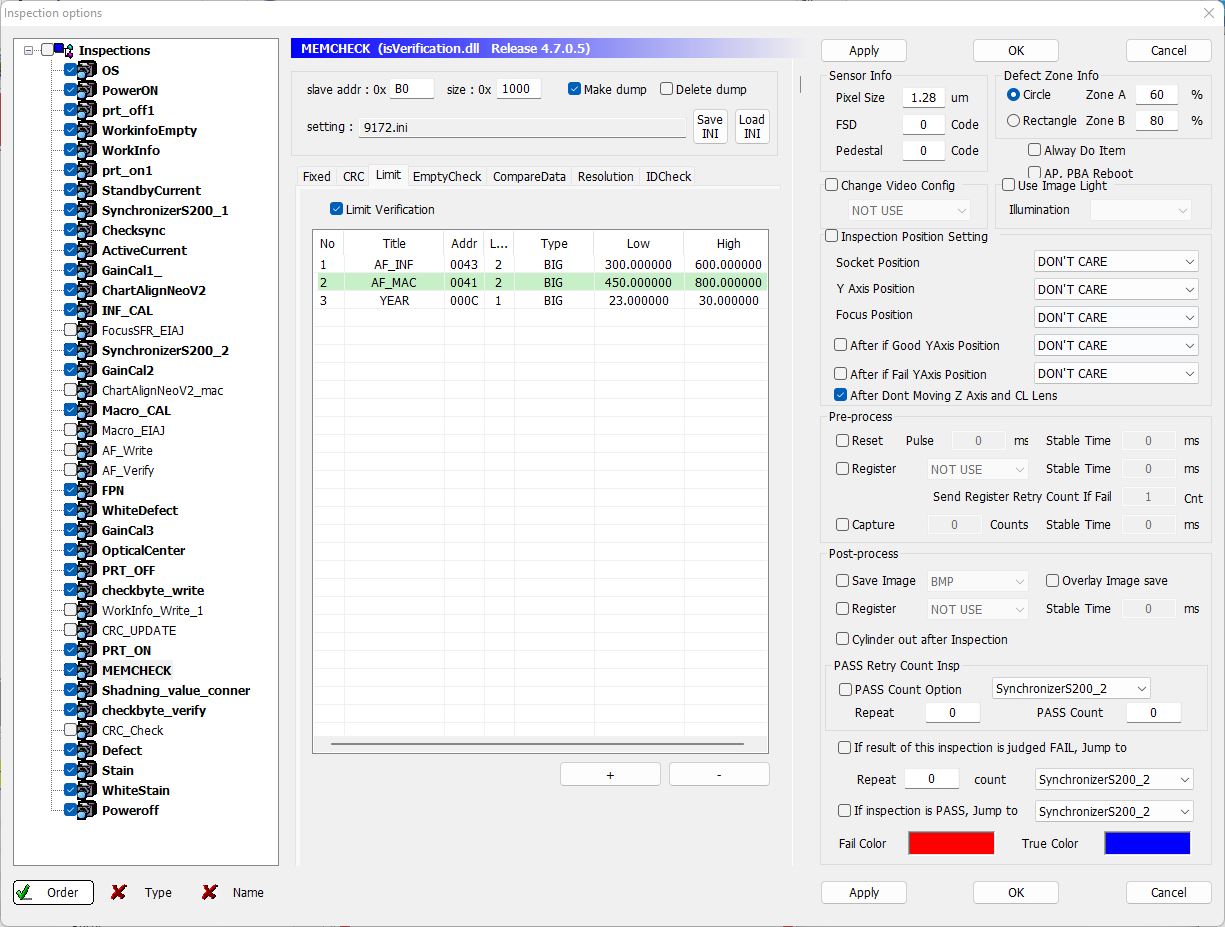 Inspection options
Inspections
OS
PowerON
prt_off1
WorkinfoEmpty
WorkInfo
prt_on1
StandbyCurrent
SynchronizerS200_1
Checksync
ActiveCurrent
GainCal1_
ChartAlignNeoV2
INF_CAL
FocusSFR_EIAJ
SynchronizerS200_2
GainCal2
ChartAlignNeoV2_mac
Macro_CAL
Macro_EIAJ
AF_Write
AF_Verify
FPN
WhiteDefect
GainCal3
OpticalCenter
PRT_OFF
checkbyte_write
WorkInfo_Write_1
CRC_UPDATE
PRT_ON
MEMCHECK
Shadning_value_conner
checkbyte_verify
CRC_Check
Defect
Stain
WhiteStain
Poweroff
Order Type Name
MEMCHECK (isVerification.dll Release 4.7.0.5)
slave addr : 0x B0 size : 0x 1000 Make dump Delete dump
setting : 9172.ini Save INI Load INI
Fixed CRC Limit EmptyCheck CompareData Resolution IDCheck
Limit Verification
No Title Addr L... Type Low High
1 AF_INF 0043 2 BIG 300.000000 600.000000
2 AF_MAC 0041 2 BIG 450.000000 800.000000
3 YEAR 000C 1 BIG 23.000000 30.000000
+ -
Apply OK Cancel
Sensor Info
Pixel Size 1.28 um
FSD 0 Code
Pedestal 0 Code
Defect Zone Info
Circle Zone A 60 %
Rectangle Zone B 80 %
Alway Do Item
AP. PBA Reboot
Change Video Config
NOT USE
Use Image Light
Illumination
Inspection Position Setting
Socket Position DON'T CARE
Y Axis Position DON'T CARE
Focus Position DON'T CARE
After if Good YAxis Position DON'T CARE
After if Fail YAxis Position DON'T CARE
After Dont Moving Z Axis and CL Lens
Pre-process
Reset Pulse 0 ms Stable Time 0 ms
Register NOT USE Stable Time 0 ms
Send Register Retry Count If Fail 1 Cnt
Capture 0 Counts Stable Time 0 ms
Post-process
Save Image BMP Overlay Image save
Register NOT USE Stable Time 0 ms
Cylinder out after Inspection
PASS Retry Count Insp
PASS Count Option SynchronizerS200_2
Repeat 0 PASS Count 0
If result of this inspection is judged FAIL, Jump to
Repeat 0 count SynchronizerS200_2
If inspection is PASS, Jump to SynchronizerS200_2
Fail Color True Color
Apply OK Cancel